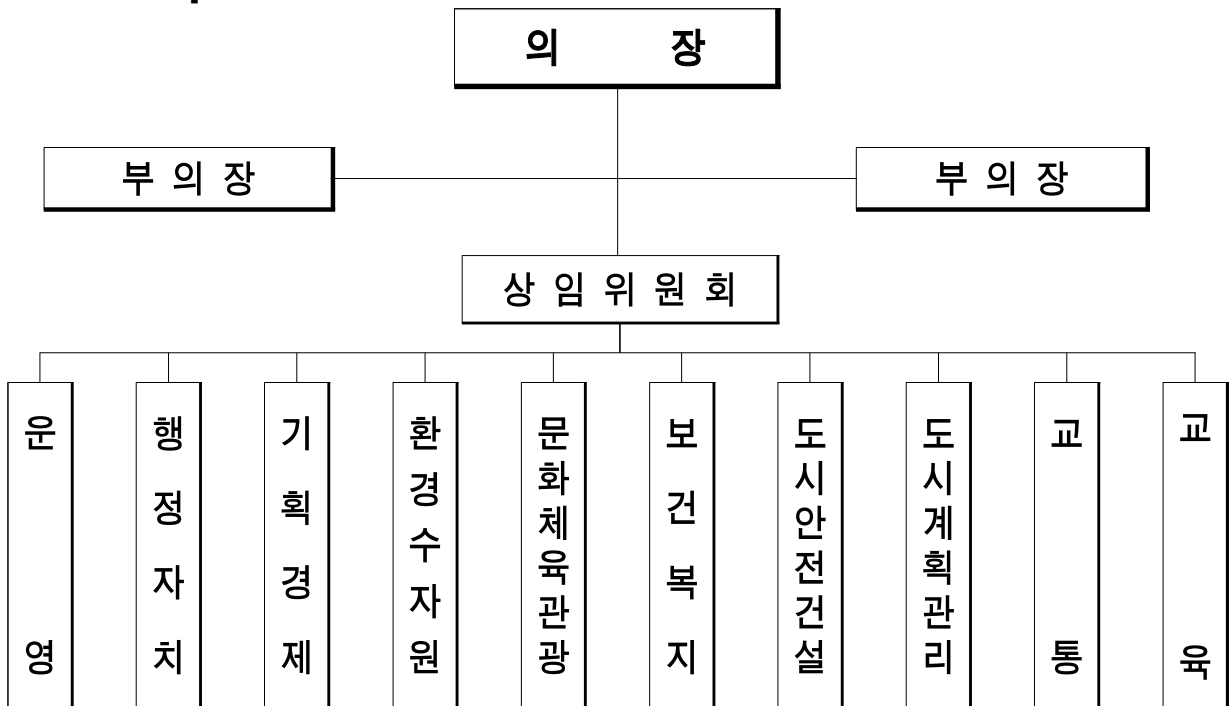 의 장
부 의 장
부 의 장
상 임 위 원 회
운영
행정자치
기획경제
환경수자원
문화체육관광
보건복지
도시안전건설
도시계획관리
교통
교육